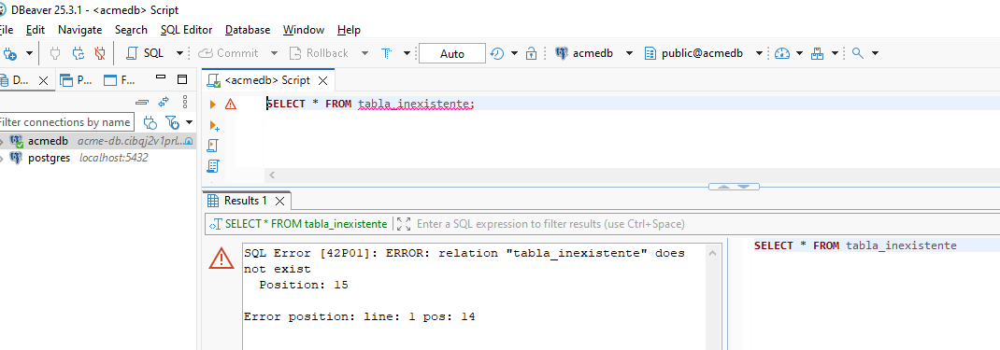 DBeaver 25.3.1 - <acmedb> Script
File Edit Navigate Search SQL Editor Database Window Help
SQL Commit Rollback T Auto acmedb public@acmedb
D... P... F... <acmedb> Script
SELECT * FROM tabla_inexistente;
Filter connections by name
acmedb acme-db.cibqj2v1prl...
postgres localhost:5432
Results 1
SELECT * FROM tabla_inexistente Enter a SQL expression to filter results (use Ctrl+Space)
SQL Error [42P01]: ERROR: relation "tabla_inexistente" does
not exist
Position: 15
Error position: line: 1 pos: 14
SELECT * FROM tabla_inexistente